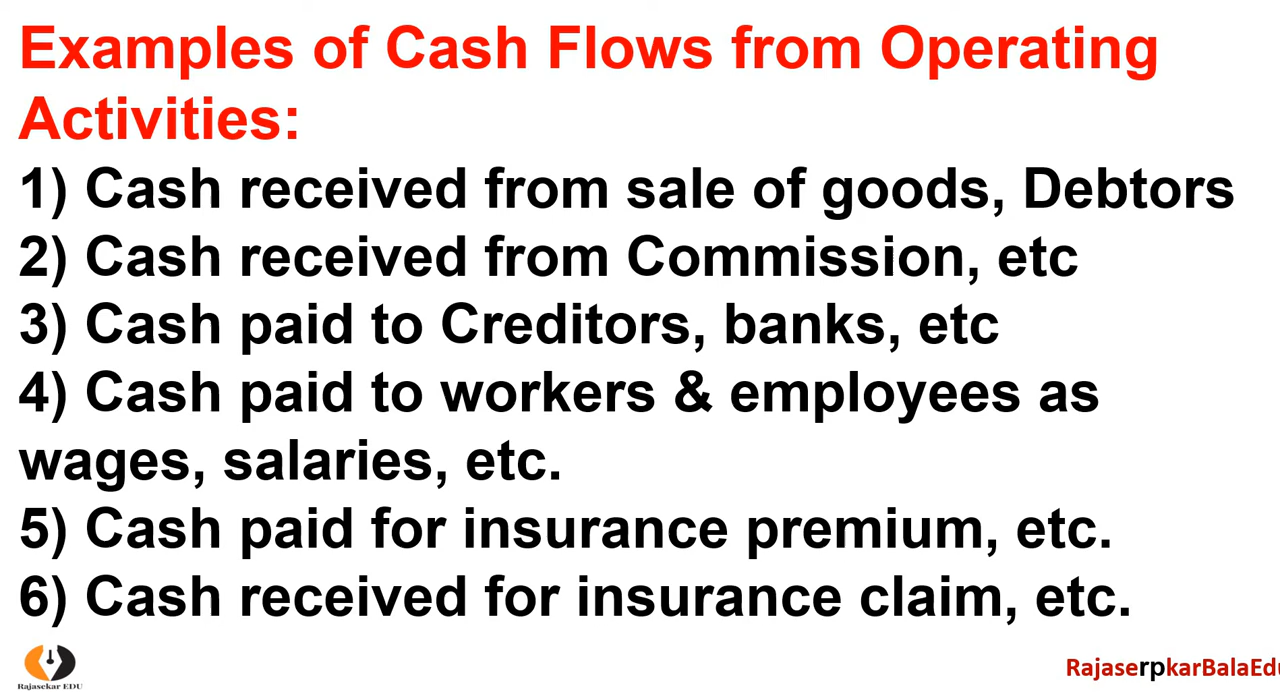 Examples of Cash Flows from Operating
Activities:
1) Cash received from sale of goods, Debtors
2) Cash received from Commission, etc
3) Cash paid to Creditors, banks, etc
4) Cash paid to workers & employees as
wages, salaries, etc.
5) Cash paid for insurance premium, etc.
6) Cash received for insurance claim, etc.
Rajasekar EDU
RajaserpkarBalaEdu